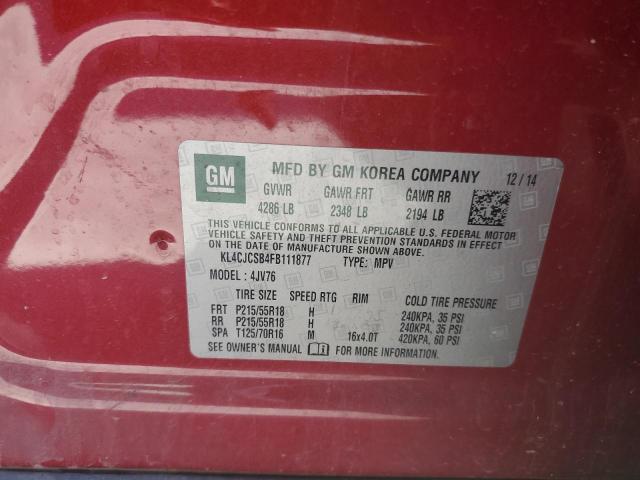 GM
MFD BY GM KOREA COMPANY 12/14
GVWR GAWR FRT GAWR RR
4286 LB 2348 LB 2194 LB
THIS VEHICLE CONFORMS TO ALL APPLICABLE U.S. FEDERAL MOTOR
VEHICLE SAFETY AND THEFT PREVENTION STANDARDS IN EFFECT
ON THE DATE OF MANUFACTURE SHOWN ABOVE.
KL4CJCSB4FB111877 TYPE: MPV
MODEL: 4JV76
TIRE SIZE SPEED RTG RIM COLD TIRE PRESSURE
FRT P215/55R18 H 240KPA, 35 PSI
RR P215/55R18 H 240KPA, 35 PSI
SPA T125/70R16 M 16x4.0T 420KPA, 60 PSI
SEE OWNER'S MANUAL FOR MORE INFORMATION.